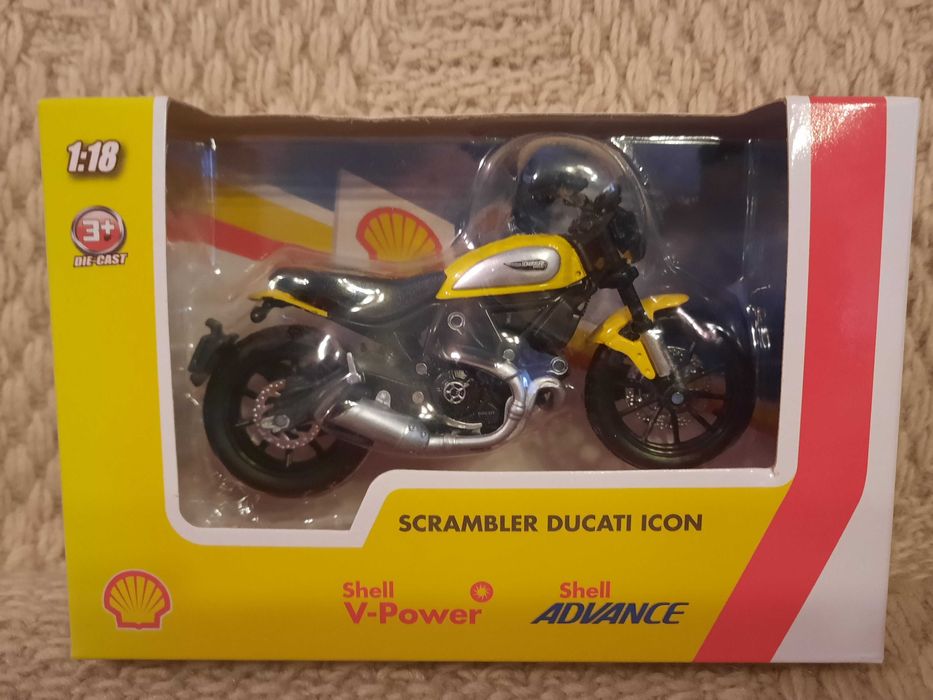 1:18
3+
DIE-CAST
SCRAMBLER DUCATI ICON
Shell
V-Power
Shell
ADVANCE